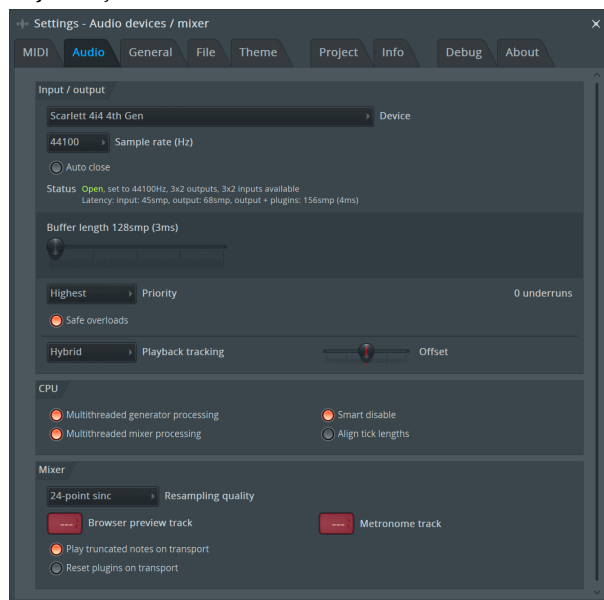 Settings - Audio devices / mixer
MIDI Audio General File Theme Project Info Debug About
Input / output
Scarlett 4i4 4th Gen Device
44100 Sample rate (Hz)
Auto close
Status Open, set to 44100Hz, 3x2 outputs, 3x2 inputs available
Latency: input: 45smp, output: 68smp, output + plugins: 156smp (4ms)
Buffer length 128smp (3ms)
Highest Priority 0 underruns
Safe overloads
Hybrid Playback tracking Offset
CPU
Multithreaded generator processing Smart disable
Multithreaded mixer processing Align tick lengths
Mixer
24-point sinc Resampling quality
--- Browser preview track --- Metronome track
Play truncated notes on transport
Reset plugins on transport